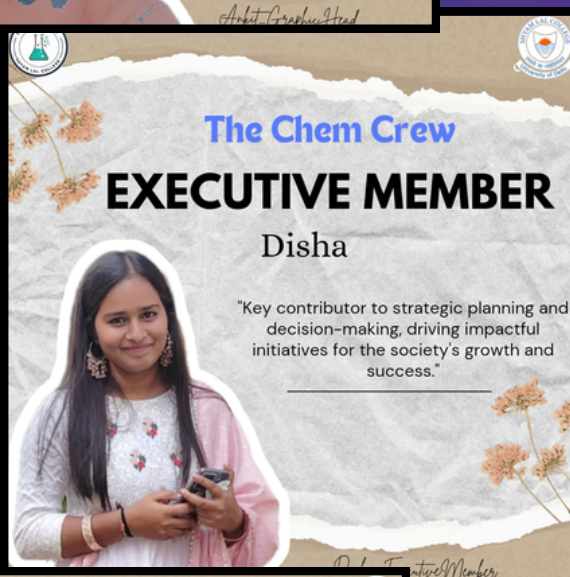 Ankit_GraphicHead
The Chem Crew
EXECUTIVE MEMBER
Disha
"Key contributor to strategic planning and
decision-making, driving impactful
initiatives for the society's growth and
success."